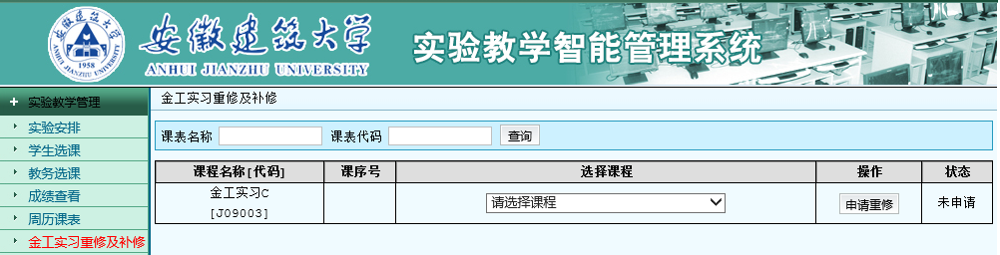 安徽建筑大学
ANHUI JIANZHU UNIVERSITY
1958
实验教学智能管理系统
实验教学管理
实验安排
学生选课
教务选课
成绩查看
周历课表
金工实习重修及补修
金工实习重修及补修
课表名称 课表代码 查询
课程名称[代码] 课序号 选择课程 操作 状态
金工实习C
[J09003]
请选择课程 申请重修 未申请